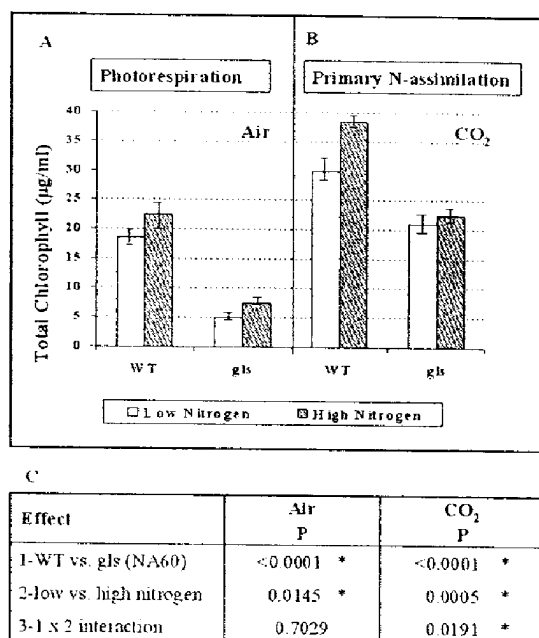 A
B
Photorespiration
Primary N-assimilation
Air
CO2
Total Chlorophyll (µg/ml)
40
35
30
25
20
15
10
5
0
WT
gls
WT
gls
Low Nitrogen
High Nitrogen
C
Effect
Air
P
CO2
P
1-WT vs. gls (NA60) <0.0001 * <0.0001 *
2-low vs. high nitrogen 0.0145 * 0.0005 *
3-1 x 2 interaction 0.7029 0.0191 *